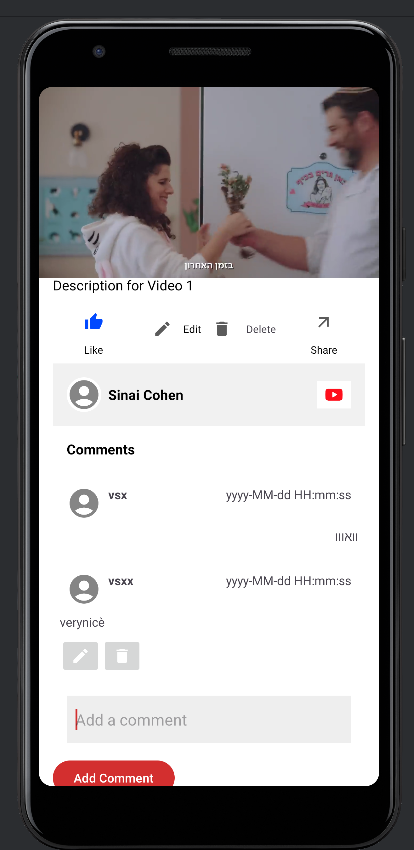 בזמן האחרון
Description for Video 1
Edit Delete
Like Share
Sinai Cohen
Comments
vsx yyyy-MM-dd HH:mm:ss
וואווו
vsxx yyyy-MM-dd HH:mm:ss
verynicè
Add a comment
Add Comment